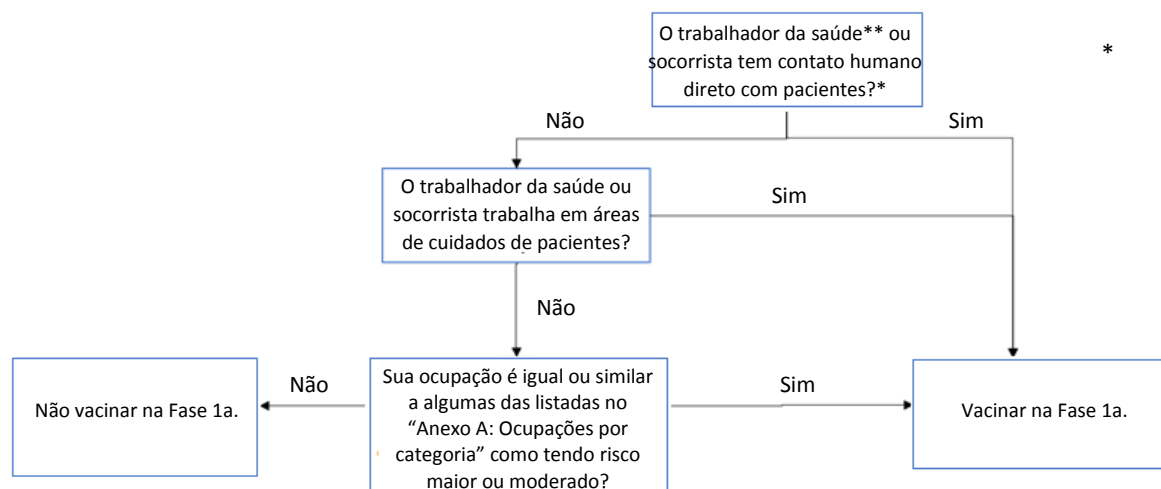 O trabalhador da saúde** ou
socorrista tem contato humano
direto com pacientes?*
*
Não
Sim
O trabalhador da saúde ou
socorrista trabalha em áreas
de cuidados de pacientes?
Sim
Não
Não vacinar na Fase 1a.
Não
Sua ocupação é igual ou similar
a algumas das listadas no
“Anexo A: Ocupações por
categoria” como tendo risco
maior ou moderado?
Sim
Vacinar na Fase 1a.